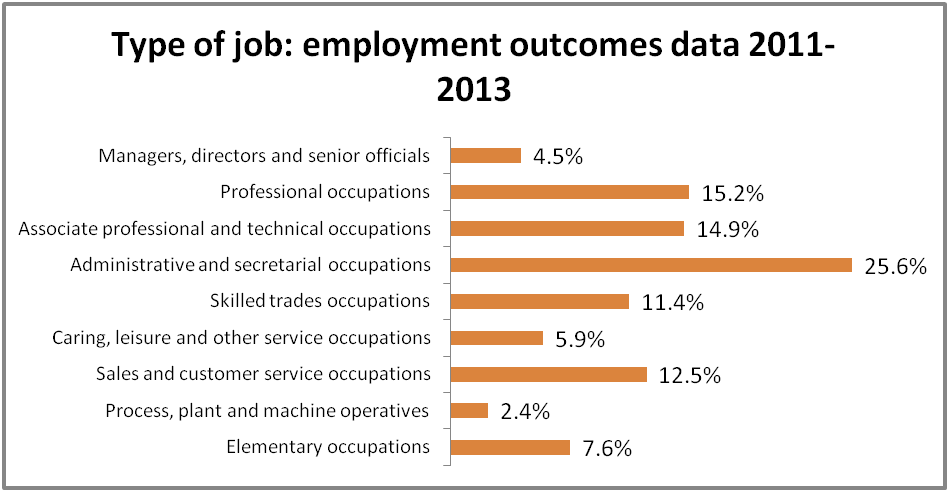 Type of job: employment outcomes data 2011-
2013
Managers, directors and senior officials 4.5%
Professional occupations 15.2%
Associate professional and technical occupations 14.9%
Administrative and secretarial occupations 25.6%
Skilled trades occupations 11.4%
Caring, leisure and other service occupations 5.9%
Sales and customer service occupations 12.5%
Process, plant and machine operatives 2.4%
Elementary occupations 7.6%